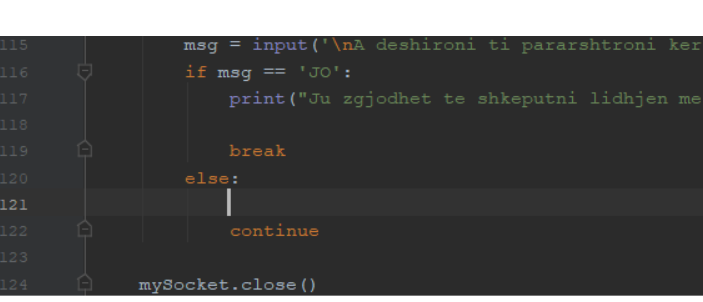 115 msg = input('\nA deshironi ti pararshtroni ker
116 if msg == 'JO':
117 print("Ju zgjodhet te shkeputni lidhjen me
118
119 break
120 else:
121
122 continue
123
124 mySocket.close()